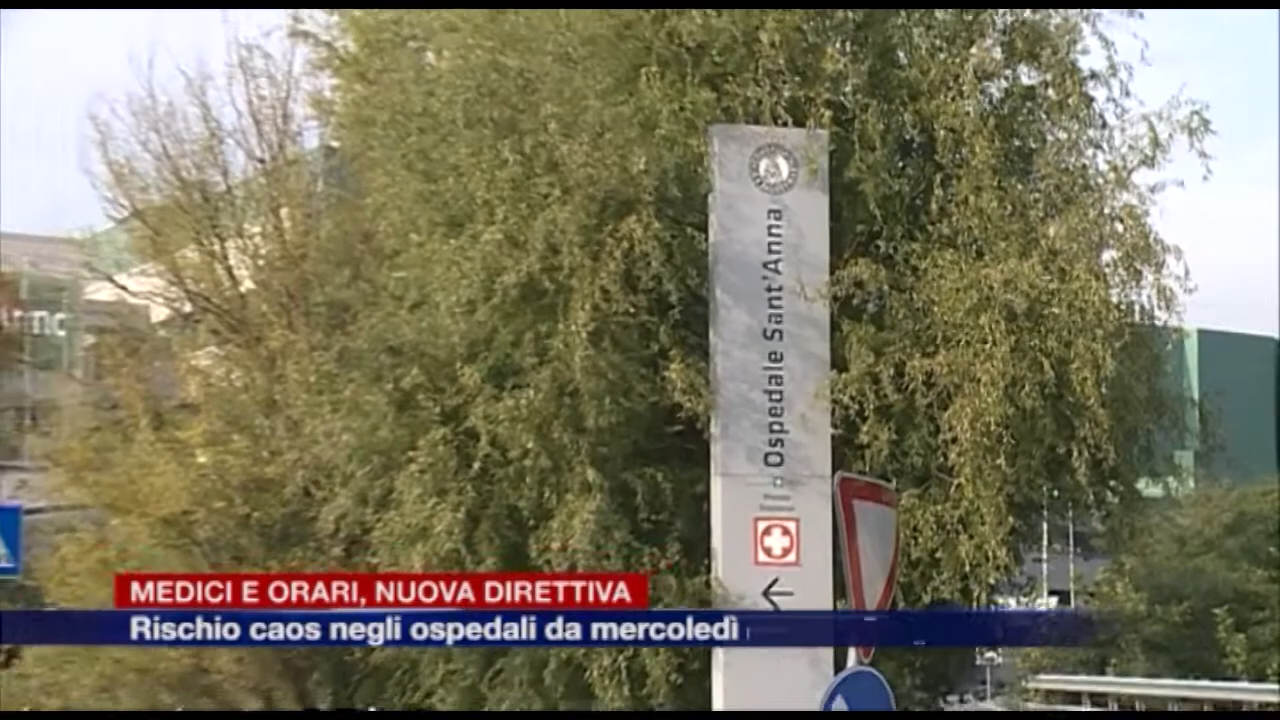 Ospedale Sant'Anna
MEDICI E ORARI, NUOVA DIRETTIVA
Rischio caos negli ospedali da mercoledì